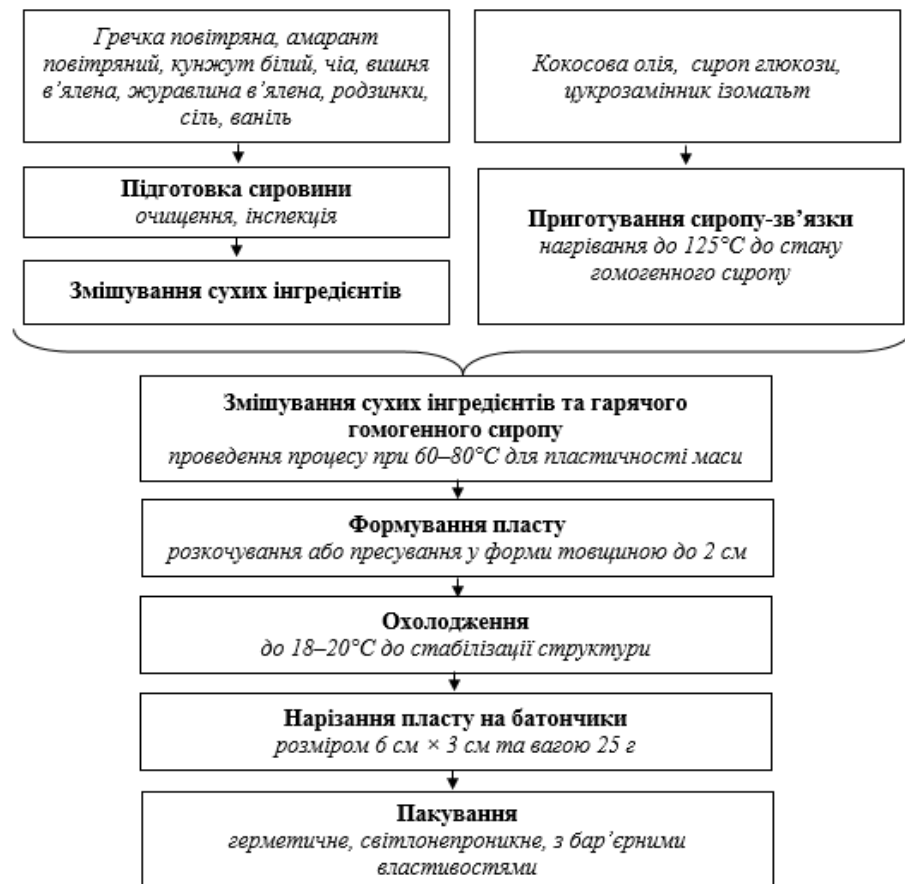 Гречка повітряна, амарант
повітряний, кунжут білий, чіа, вишня
в’ялена, журавлина в’ялена, родзинки,
сіль, ваніль
Кокосова олія, сироп глюкози,
цукрозамінник ізомальт
Підготовка сировини
очищення, інспекція
Змішування сухих інгредієнтів
Приготування сиропу-зв’язки
нагрівання до 125°С до стану
гомогенного сиропу
Змішування сухих інгредієнтів та гарячого
гомогенного сиропу
проведення процесу при 60–80°С для пластичності маси
Формування пласту
розкочування або пресування у форми товщиною до 2 см
Охолодження
до 18–20°С до стабілізації структури
Нарізання пласту на батончики
розміром 6 см × 3 см та вагою 25 г
Пакування
герметичне, світлонепроникне, з бар’єрними
властивостями